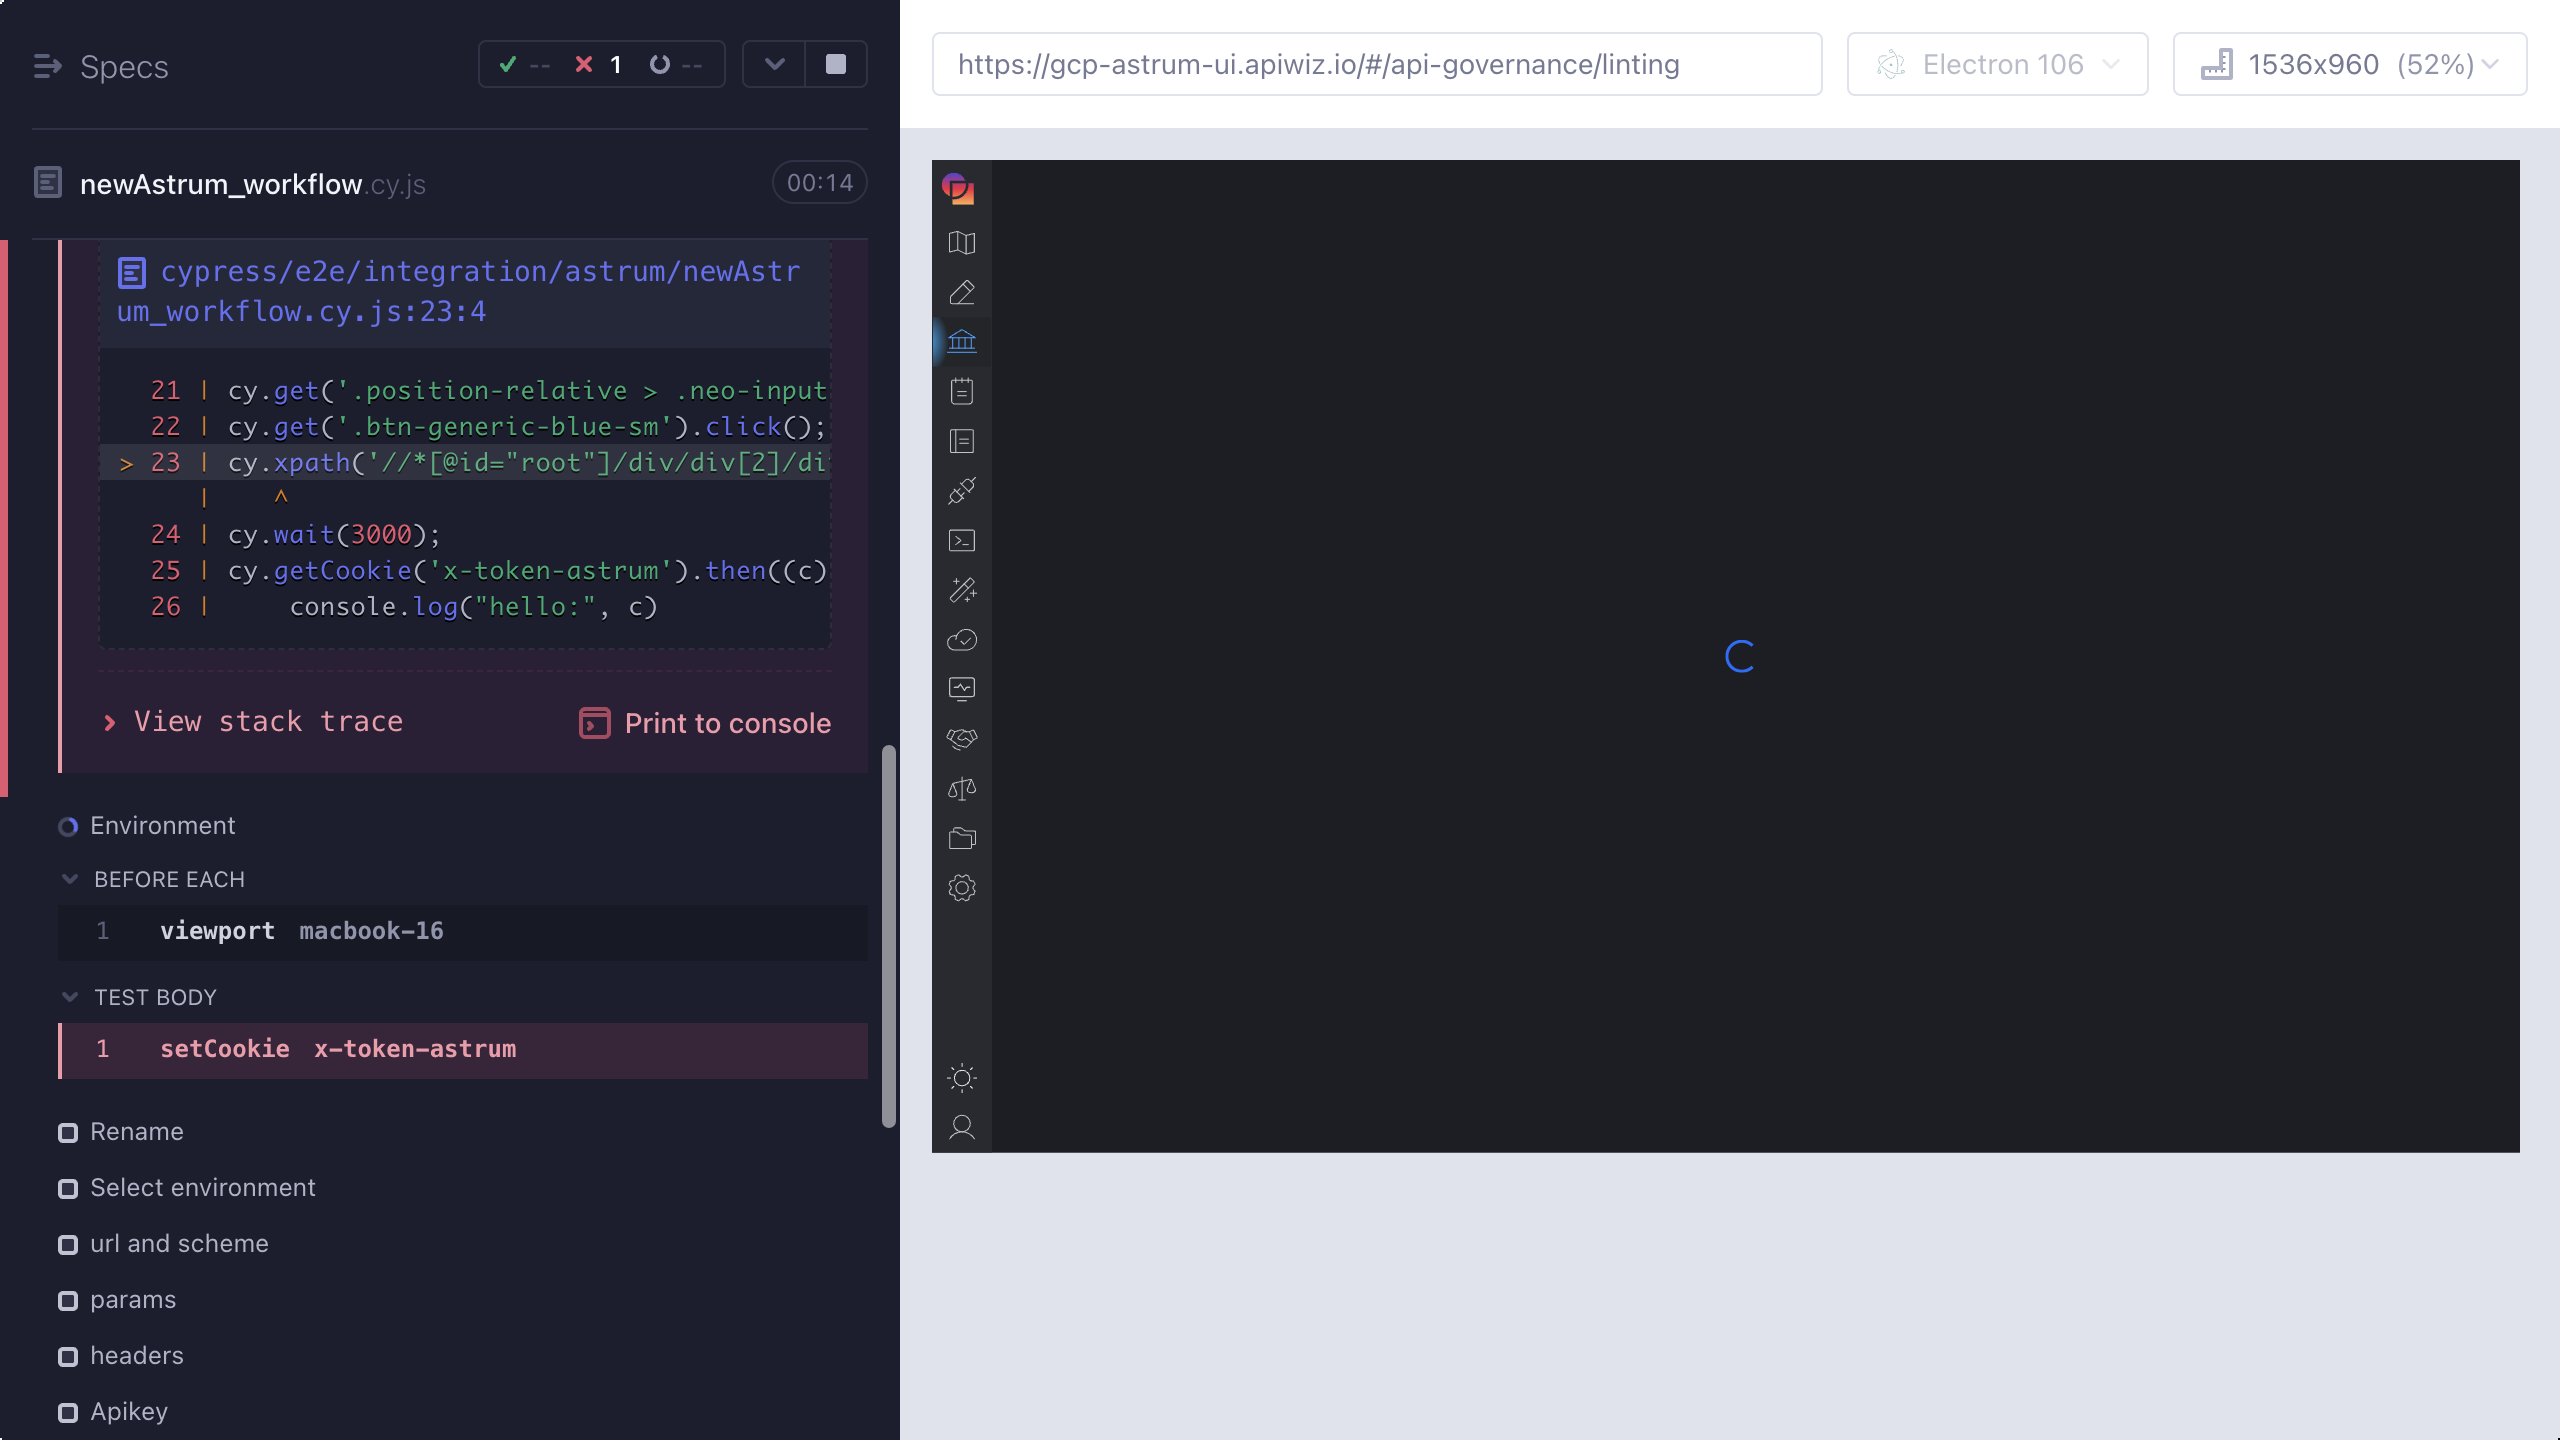 Specs
-- 1 --
newAstrum_workflow.cy.js
00:14
cypress/e2e/integration/astrum/newAstr
um_workflow.cy.js:23:4
21 | cy.get('.position-relative > .neo-input
22 | cy.get('.btn-generic-blue-sm').click();
> 23 | cy.xpath('//*[@id="root"]/div/div[2]/di
| ^
24 | cy.wait(3000);
25 | cy.getCookie('x-token-astrum').then((c)
26 | console.log("hello:", c)
View stack trace
Print to console
Environment
BEFORE EACH
1 viewport macbook-16
TEST BODY
1 setCookie x-token-astrum
Rename
Select environment
url and scheme
params
headers
Apikey
https://gcp-astrum-ui.apiwiz.io/#/api-governance/linting
Electron 106
1536x960 (52%)